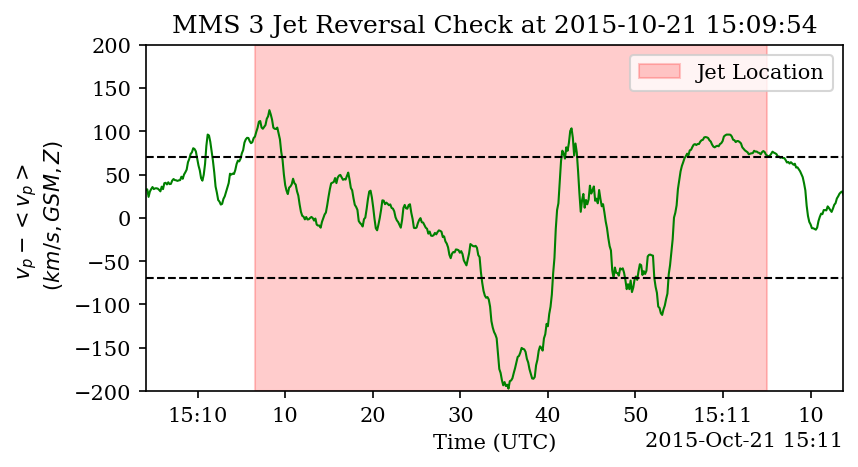 MMS 3 Jet Reversal Check at 2015-10-21 15:09:54
Jet Location
200
150
100
50
0
−50
−100
−150
−200
v_p − < v_p >
(km/s, GSM, Z)
15:10 10 20 30 40 50 15:11 10
Time (UTC)
2015-Oct-21 15:11